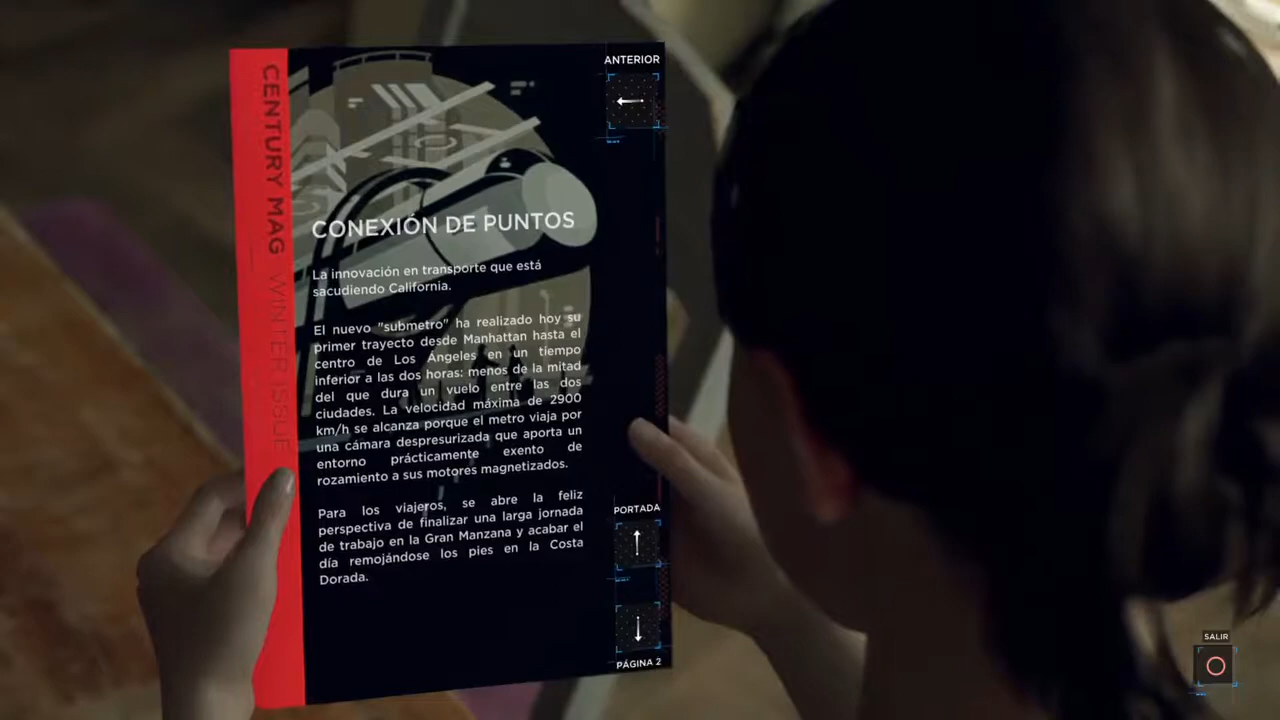 CENTURY MAG WINTER ISSUE
ANTERIOR
CONEXIÓN DE PUNTOS
La innovación en transporte que está
sacudiendo California.
El nuevo "submetro" ha realizado hoy su
primer trayecto desde Manhattan hasta el
centro de Los Ángeles en un tiempo
inferior a las dos horas: menos de la mitad
del que dura un vuelo entre las dos
ciudades. La velocidad máxima de 2900
km/h se alcanza porque el metro viaja por
una cámara despresurizada que aporta un
entorno prácticamente exento de
rozamiento a sus motores magnetizados.
Para los viajeros, se abre la feliz
perspectiva de finalizar una larga jornada
de trabajo en la Gran Manzana y acabar el
día remojándose los pies en la Costa
Dorada.
PORTADA
PÁGINA 2
SALIR